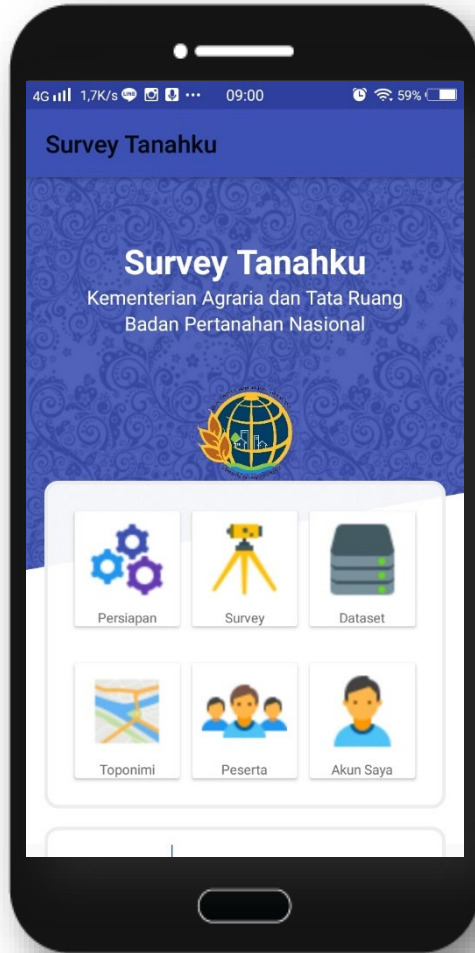 4G 1,7K/s LINE ... 09:00 59%
Survey Tanahku
Survey Tanahku
Kementerian Agraria dan Tata Ruang
Badan Pertanahan Nasional
Persiapan Survey Dataset
Toponimi Peserta Akun Saya